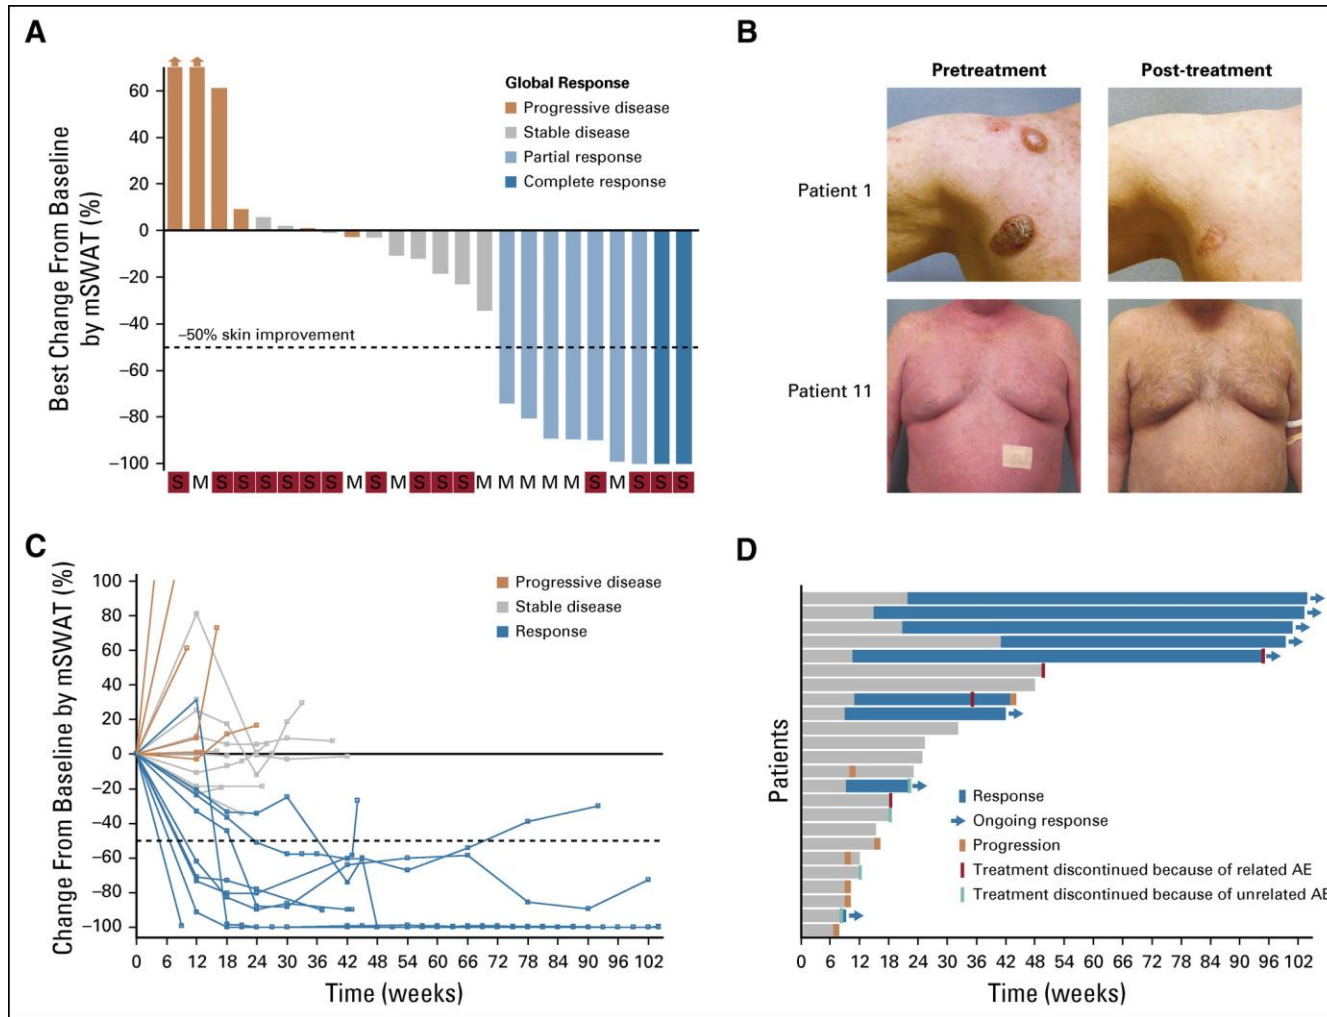 A
Best Change From Baseline
by mSWAT (%)
60
40
20
0
−20
−40
−60
−80
−100
Global Response
Progressive disease
Stable disease
Partial response
Complete response
−50% skin improvement
S M S S S S S S M S M S S S M M M M M S M S S S
B
Pretreatment
Post-treatment
Patient 1
Patient 11
C
Change From Baseline by mSWAT (%)
100
80
60
40
20
0
−20
−40
−60
−80
−100
Progressive disease
Stable disease
Response
0 6 12 18 24 30 36 42 48 54 60 66 72 78 84 90 96 102
Time (weeks)
D
Patients
Response
Ongoing response
Progression
Treatment discontinued because of related AE
Treatment discontinued because of unrelated AE
0 6 12 18 24 30 36 42 48 54 60 66 72 78 84 90 96 102
Time (weeks)